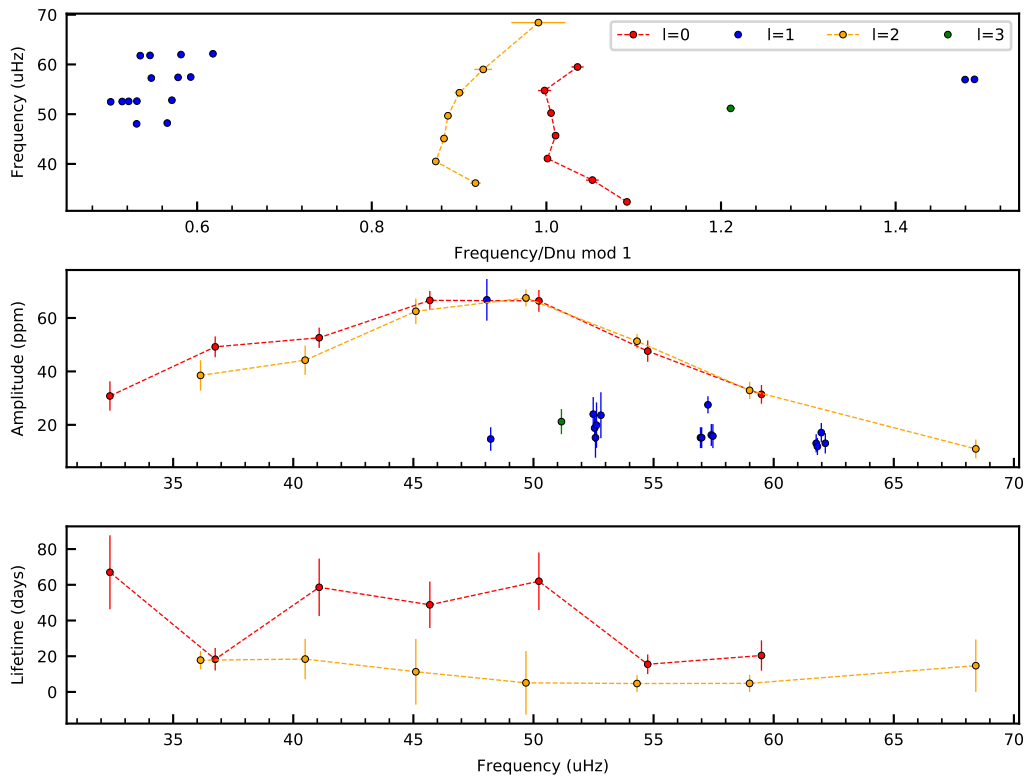 70
60
50
40
Frequency (uHz)
l=0 l=1 l=2 l=3
0.6 0.8 1.0 1.2 1.4
Frequency/Dnu mod 1
60
40
20
Amplitude (ppm)
35 40 45 50 55 60 65 70
80
60
40
20
0
Lifetime (days)
35 40 45 50 55 60 65 70
Frequency (uHz)